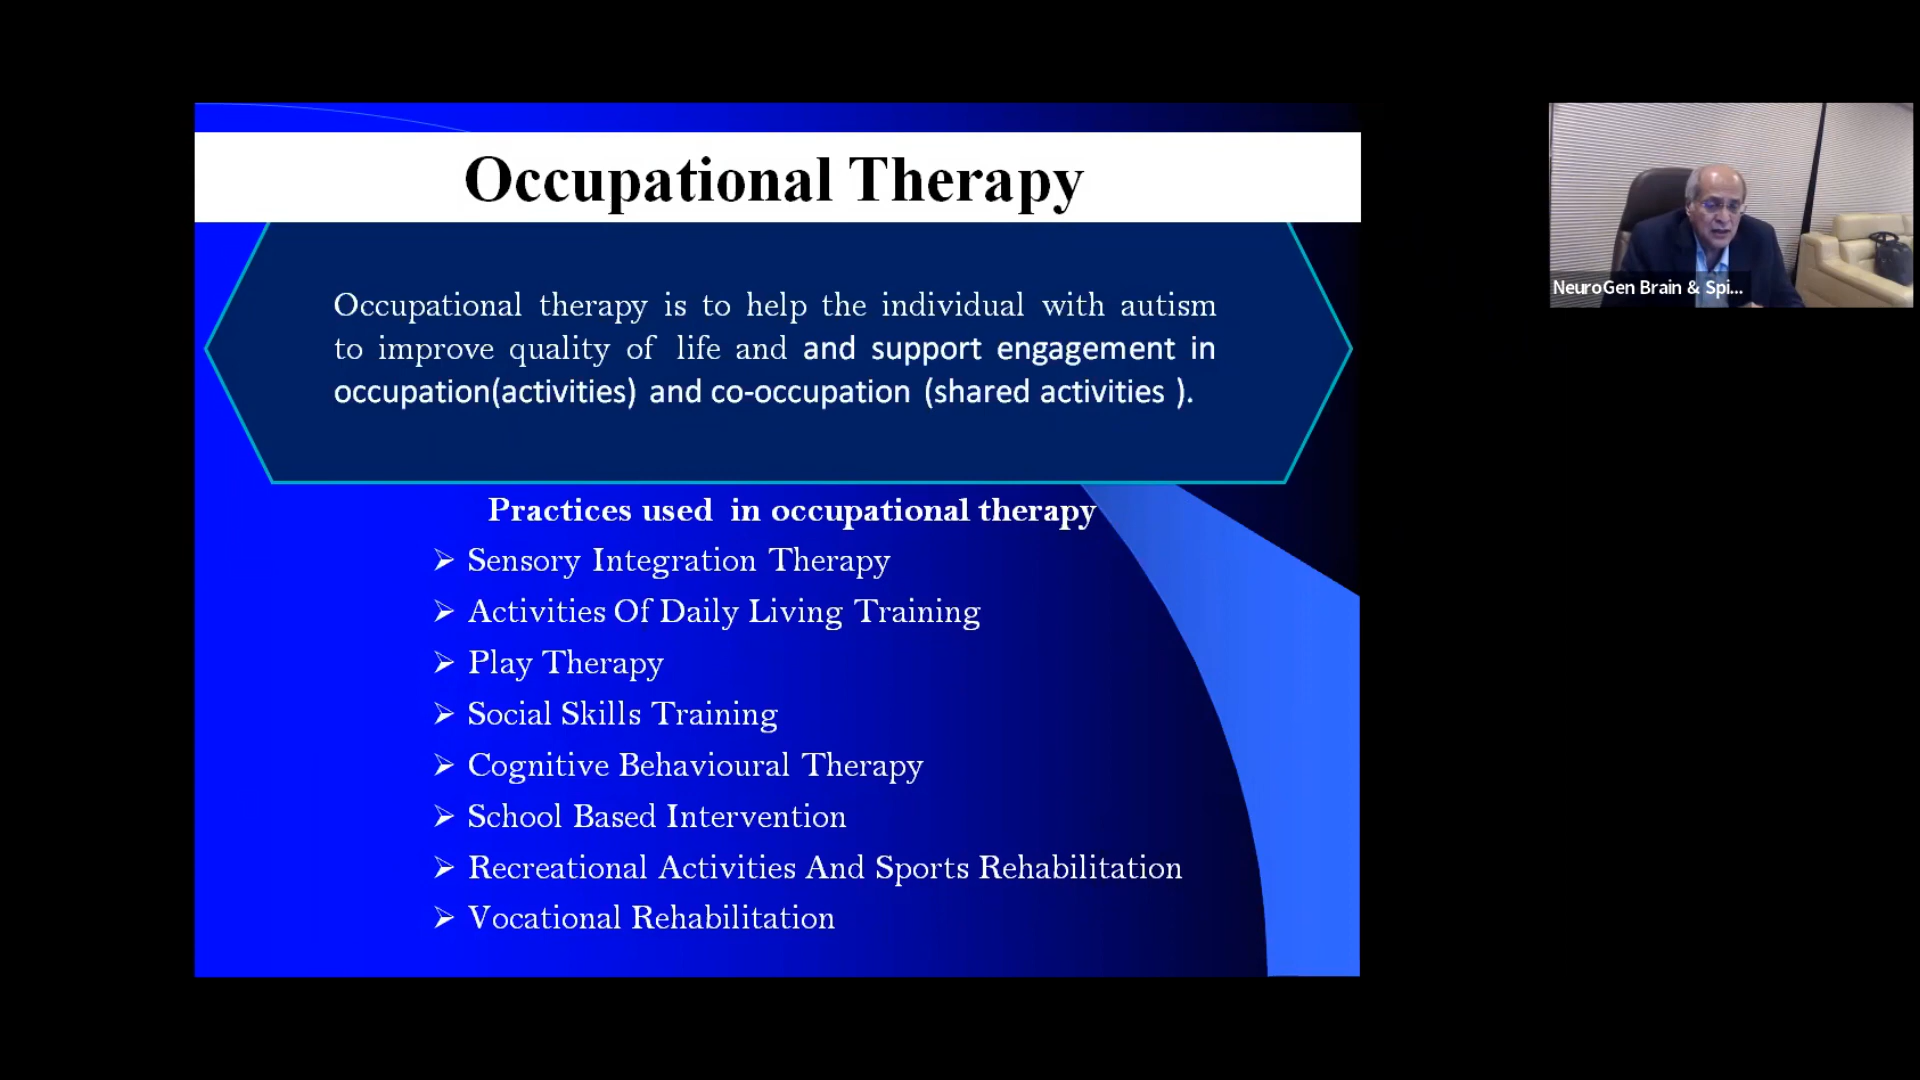 Occupational Therapy
Occupational therapy is to help the individual with autism
to improve quality of life and and support engagement in
occupation(activities) and co-occupation (shared activities ).
Practices used in occupational therapy
➢ Sensory Integration Therapy
➢ Activities Of Daily Living Training
➢ Play Therapy
➢ Social Skills Training
➢ Cognitive Behavioural Therapy
➢ School Based Intervention
➢ Recreational Activities And Sports Rehabilitation
➢ Vocational Rehabilitation
NeuroGen Brain & Spi...